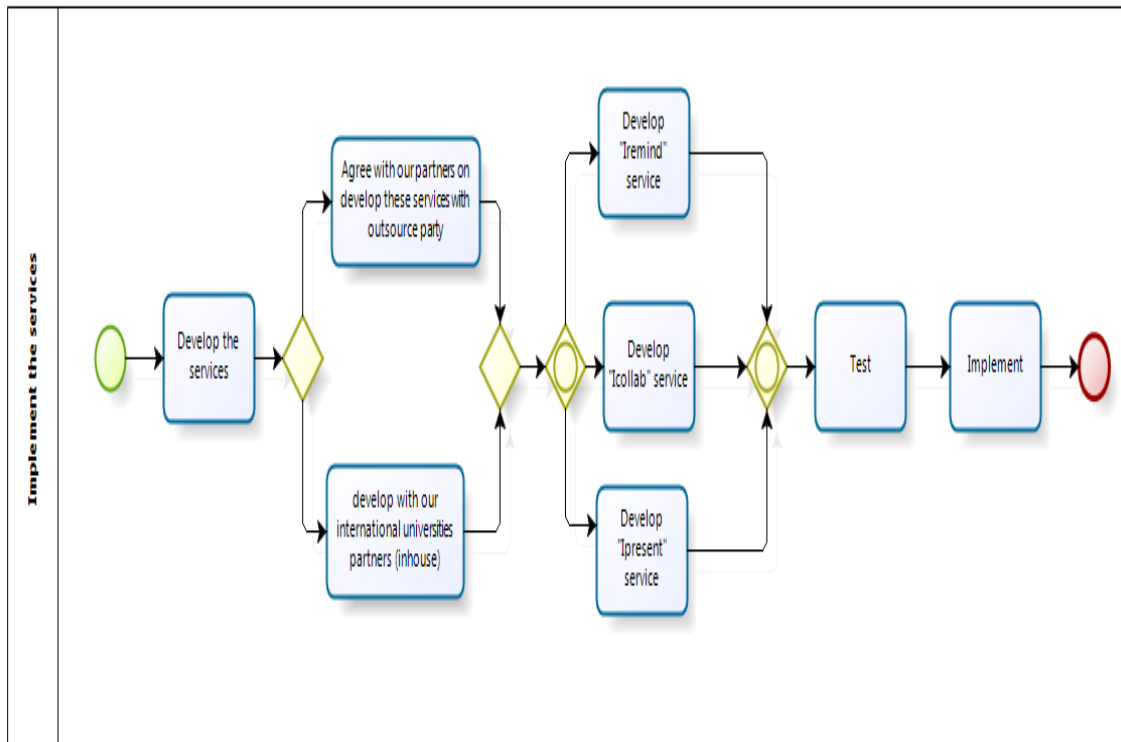 Implement the services
Develop the
services
Agree with our partners on
develop these services with
outsource party
develop with our
international universities
partners (inhouse)
Develop
"Iremind"
service
Develop
"Icollab" service
Develop
"Ipresent"
service
Test
Implement